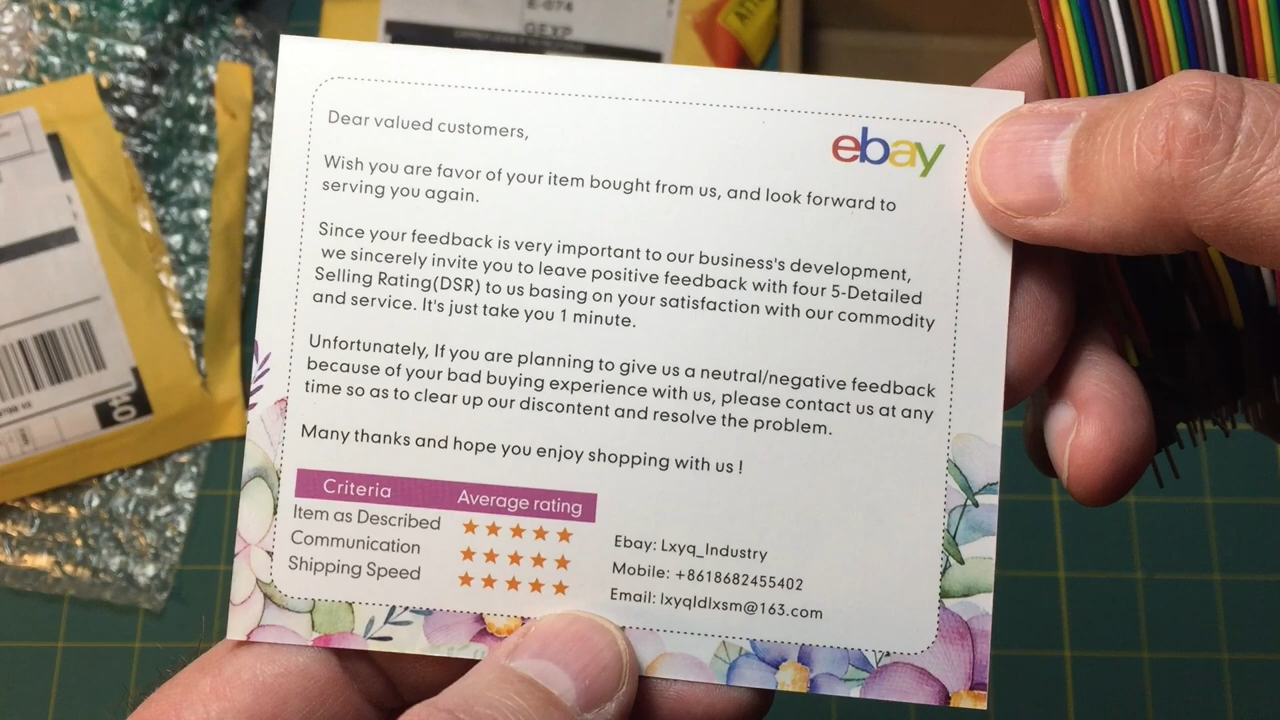 E-074
GEXP
ATTE
Dear valued customers,
ebay
Wish you are favor of your item bought from us, and look forward to
serving you again.
Since your feedback is very important to our business's development,
we sincerely invite you to leave positive feedback with four 5-Detailed
Selling Rating(DSR) to us basing on your satisfaction with our commodity
and service. It's just take you 1 minute.
Unfortunately, If you are planning to give us a neutral/negative feedback
because of your bad buying experience with us, please contact us at any
time so as to clear up our discontent and resolve the problem.
Many thanks and hope you enjoy shopping with us !
Criteria Average rating
Item as Described
Communication
Shipping Speed
Ebay: Lxyq_Industry
Mobile: +8618682455402
Email: lxyqldlxsm@163.com
40